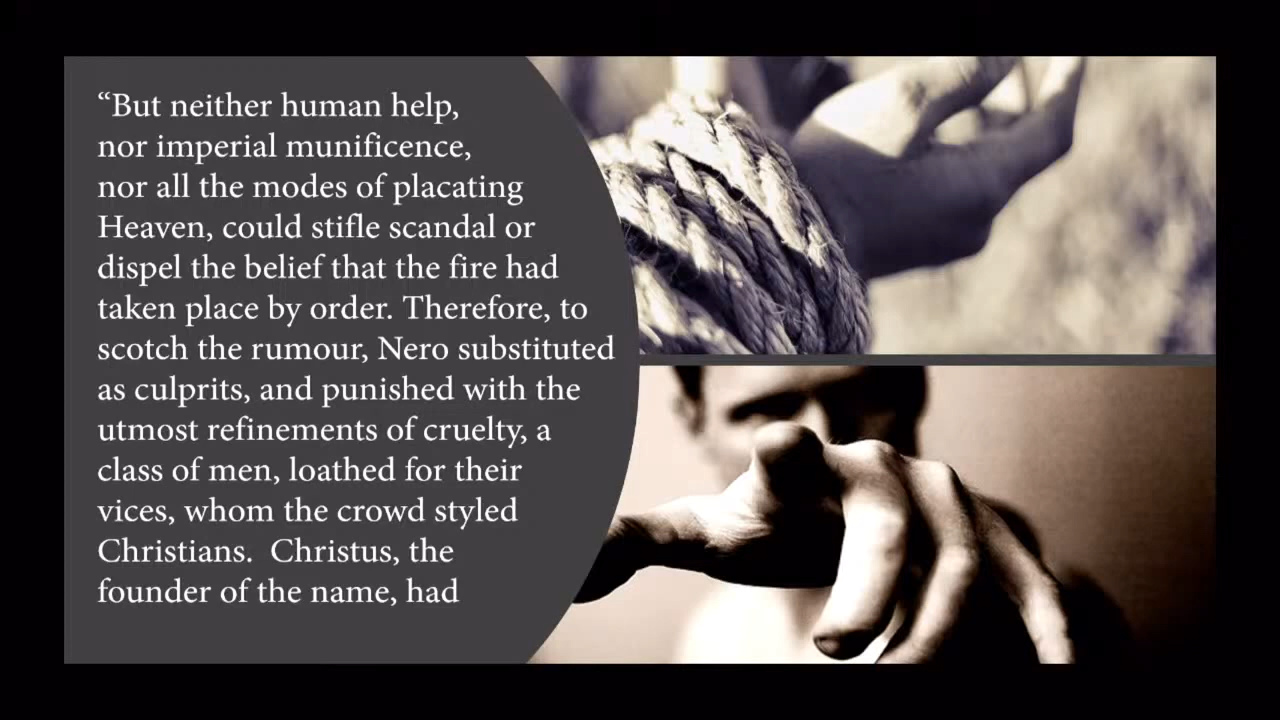 “But neither human help,
nor imperial munificence,
nor all the modes of placating
Heaven, could stifle scandal or
dispel the belief that the fire had
taken place by order. Therefore, to
scotch the rumour, Nero substituted
as culprits, and punished with the
utmost refinements of cruelty, a
class of men, loathed for their
vices, whom the crowd styled
Christians.  Christus, the
founder of the name, had